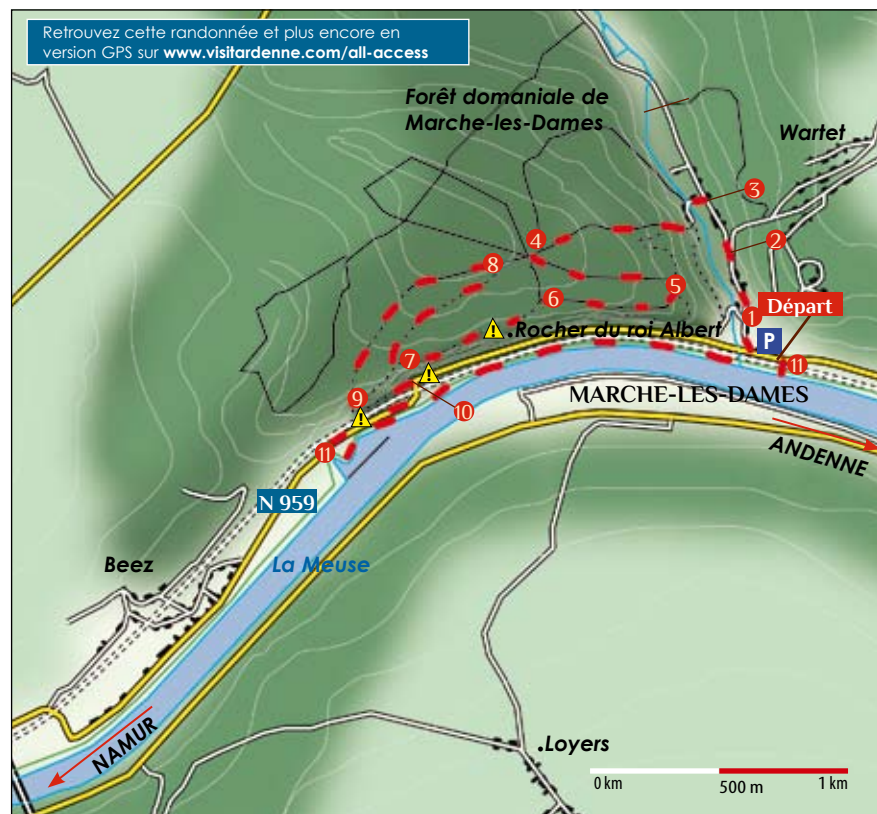 Retrouvez cette randonnée et plus encore en
version GPS sur www.visitardenne.com/all-access
Forêt domaniale de
Marche-les-Dames
Wartet
3
2
4
8
5
6
1
Départ
P
.Rocher du roi Albert
7
11
MARCHE-LES-DAMES
9
10
ANDENNE
11
N 959
Beez
La Meuse
NAMUR
.Loyers
0 km
500 m
1 km